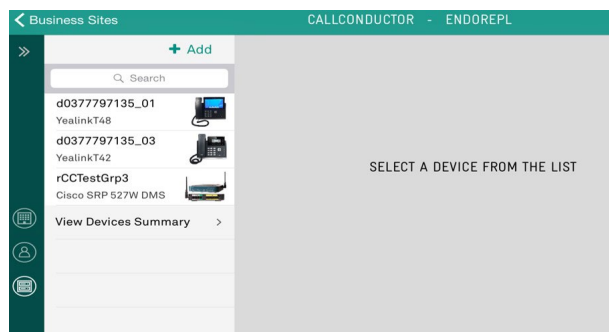 Business Sites
CALLCONDUCTOR - ENDOREPL
+ Add
Search
d0377797135_01
YealinkT48
d0377797135_03
YealinkT42
rCCTestGrp3
Cisco SRP 527W DMS
View Devices Summary
SELECT A DEVICE FROM THE LIST